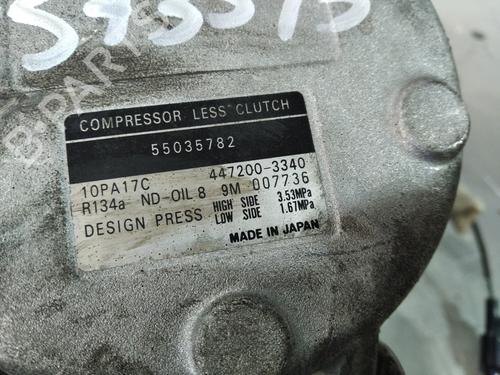 COMPRESSOR LESS CLUTCH
55035782
10PA17C 447200-3340
R134a ND-OIL 8 9M 007736
DESIGN PRESS HIGH SIDE 3.53MPa
LOW SIDE 1.67MPa
MADE IN JAPAN
B-PARTS